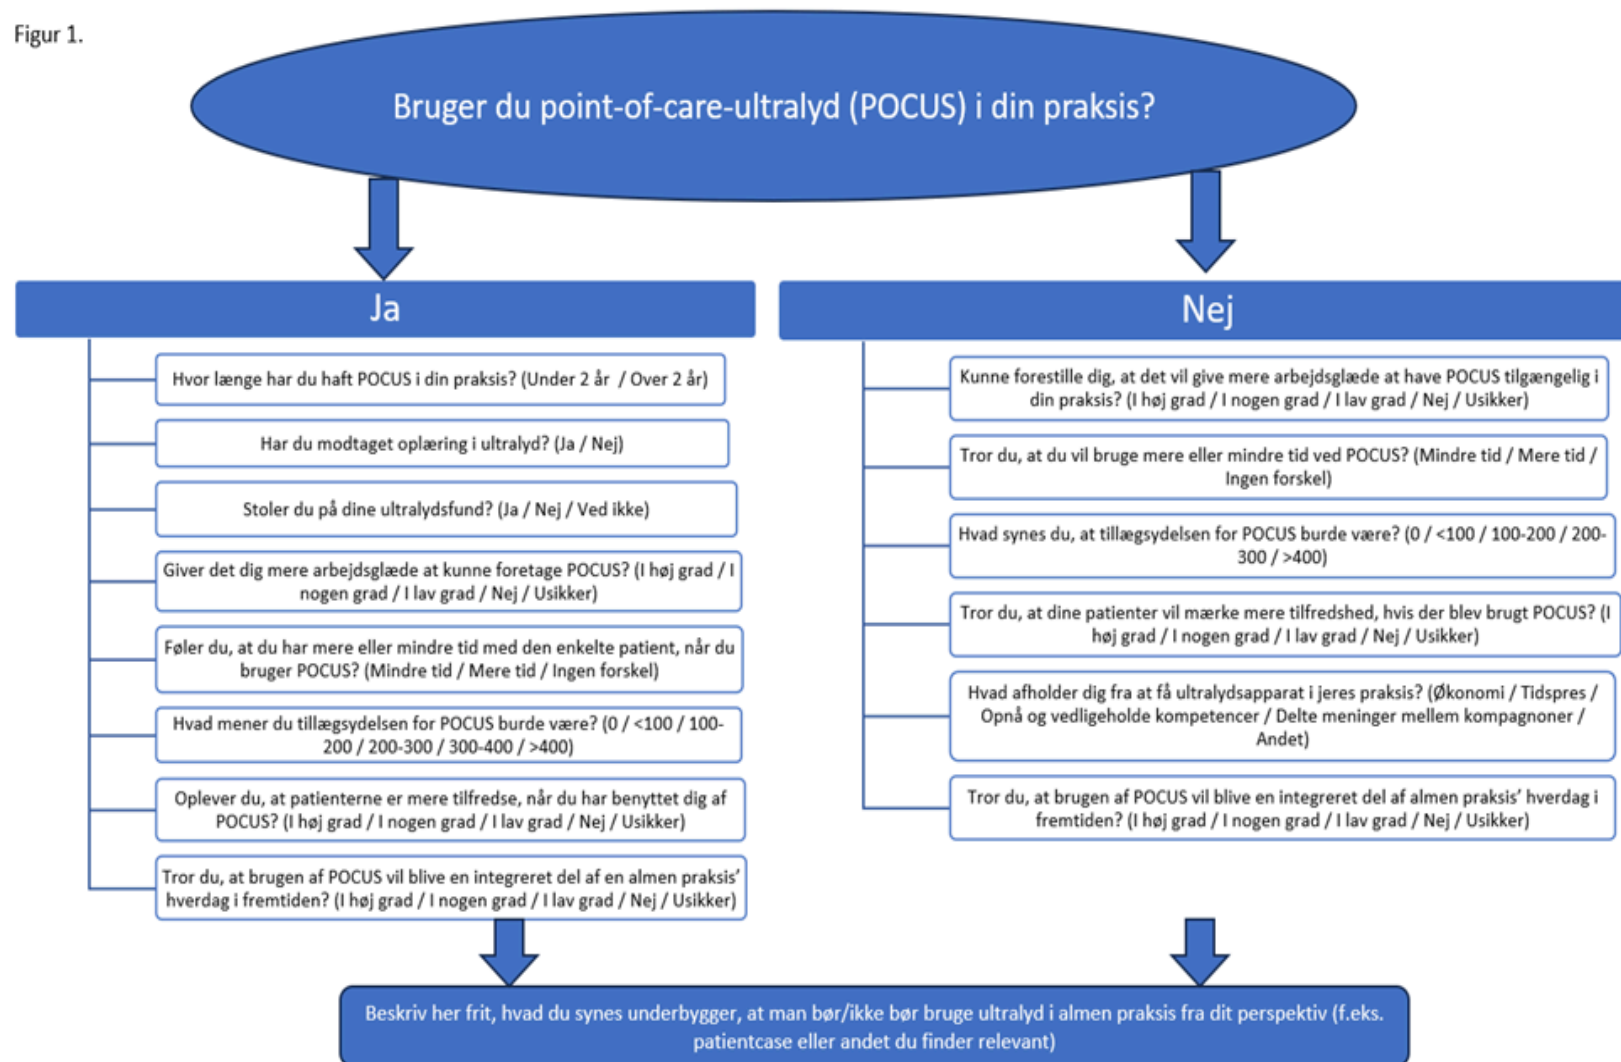 Figur 1.
Bruger du point-of-care-ultralyd (POCUS) i din praksis?
Ja
Hvor længe har du haft POCUS i din praksis? (Under 2 år / Over 2 år)
Har du modtaget oplæring i ultralyd? (Ja / Nej)
Stoler du på dine ultralydsfund? (Ja / Nej / Ved ikke)
Giver det dig mere arbejdsglæde at kunne foretage POCUS? (I høj grad / I
nogen grad / I lav grad / Nej / Usikker)
Føler du, at du har mere eller mindre tid med den enkelte patient, når du
bruger POCUS? (Mindre tid / Mere tid / Ingen forskel)
Hvad mener du tillægsydelsen for POCUS burde være? (0 / <100 / 100-
200 / 200-300 / 300-400 / >400)
Oplever du, at patienterne er mere tilfredse, når du har benyttet dig af
POCUS? (I høj grad / I nogen grad / I lav grad / Nej / Usikker)
Tror du, at brugen af POCUS vil blive en integreret del af en almen praksis’
hverdag i fremtiden? (I høj grad / I nogen grad / I lav grad / Nej / Usikker)
Nej
Kunne forestille dig, at det vil give mere arbejdsglæde at have POCUS tilgængelig i
din praksis? (I høj grad / I nogen grad / I lav grad / Nej / Usikker)
Tror du, at du vil bruge mere eller mindre tid ved POCUS? (Mindre tid / Mere tid /
Ingen forskel)
Hvad synes du, at tillægsydelsen for POCUS burde være? (0 / <100 / 100-200 / 200-
300 / >400)
Tror du, at dine patienter vil mærke mere tilfredshed, hvis der blev brugt POCUS? (I
høj grad / I nogen grad / I lav grad / Nej / Usikker)
Hvad afholder dig fra at få ultralydsapparat i jeres praksis? (Økonomi / Tidspres /
Opnå og vedligeholde kompetencer / Delte meninger mellem kompagnoner /
Andet)
Tror du, at brugen af POCUS vil blive en integreret del af almen praksis’ hverdag i
fremtiden? (I høj grad / I nogen grad / I lav grad / Nej / Usikker)
Beskriv her frit, hvad du synes underbygger, at man bør/ikke bør bruge ultralyd i almen praksis fra dit perspektiv (f.eks.
patientcase eller andet du finder relevant)